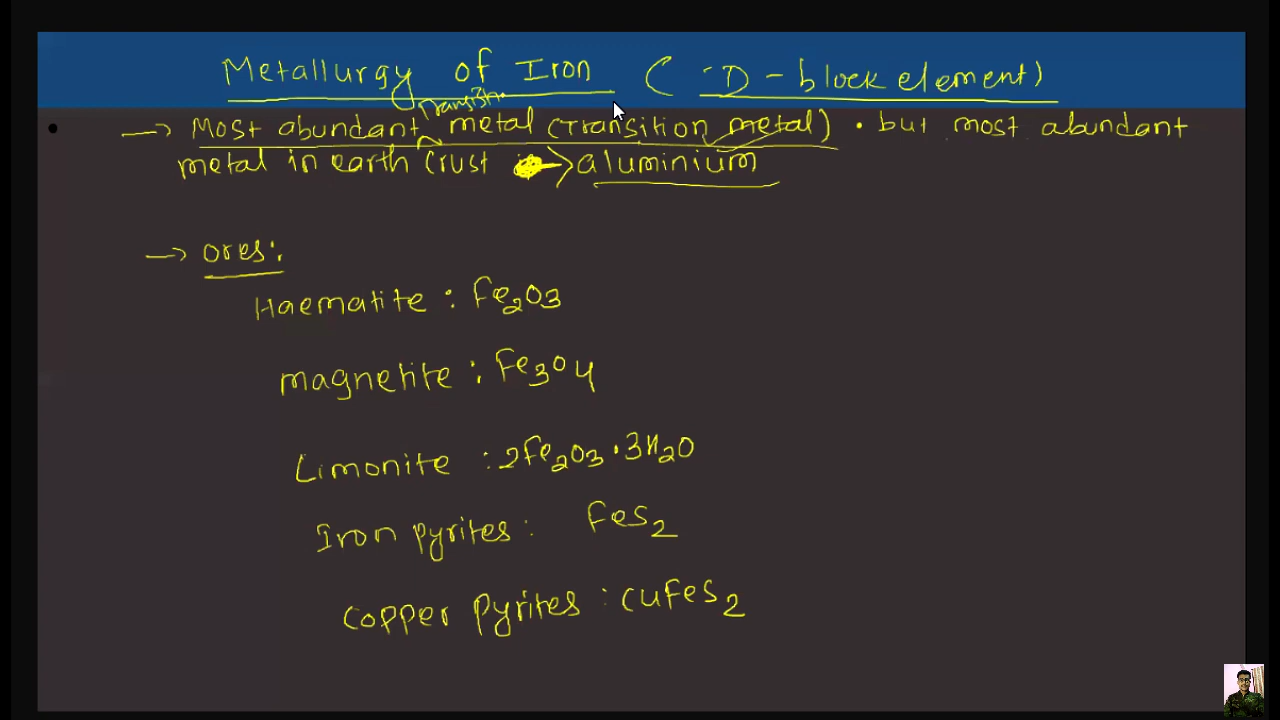 Metallurgy of Iron ( D - block element)
Transitn.
→ Most abundant metal (Transition metal) . but most abundant
metal in earth crust → aluminium
→ ores:
Haematite : Fe2O3
magnetite : Fe3O4
Limonite : 2Fe2O3 . 3H2O
Iron pyrites : FeS2
Copper pyrites : CuFeS2